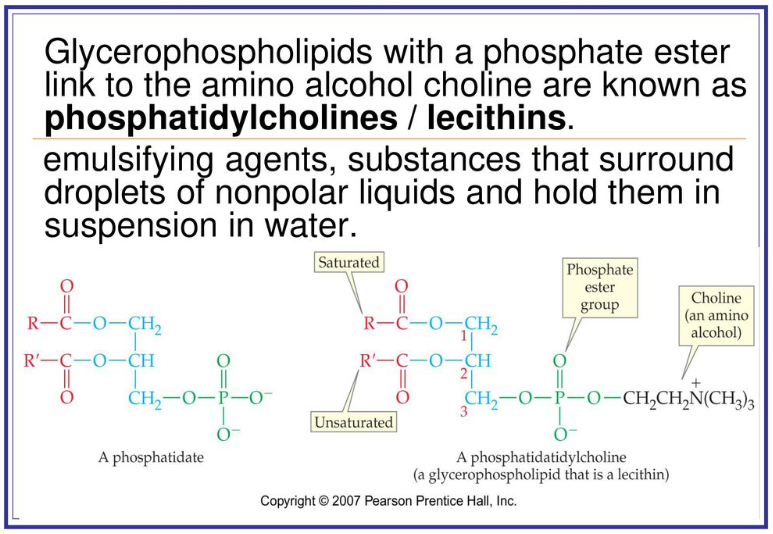 Glycerophospholipids with a phosphate ester
link to the amino alcohol choline are known as
phosphatidylcholines / lecithins.
emulsifying agents, substances that surround
droplets of nonpolar liquids and hold them in
suspension in water.
Saturated
Phosphate
ester
group
Choline
(an amino
alcohol)
O
R—C—O—CH₂
R′—C—O—CH
O
O
CH₂—O—P—O⁻
O⁻
A phosphatidate
O
R—C—O—CH₂
1
R′—C—O—CH
2
O
O
+
CH₂—O—P—O—CH₂CH₂N(CH₃)₃
3
O⁻
Unsaturated
A phosphatidatidylcholine
(a glycerophospholipid that is a lecithin)
Copyright © 2007 Pearson Prentice Hall, Inc.